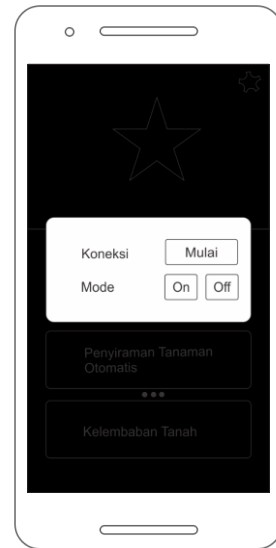 Koneksi Mulai
Mode On Off
Penyiraman Tanaman
Otomatis
Kelembaban Tanah